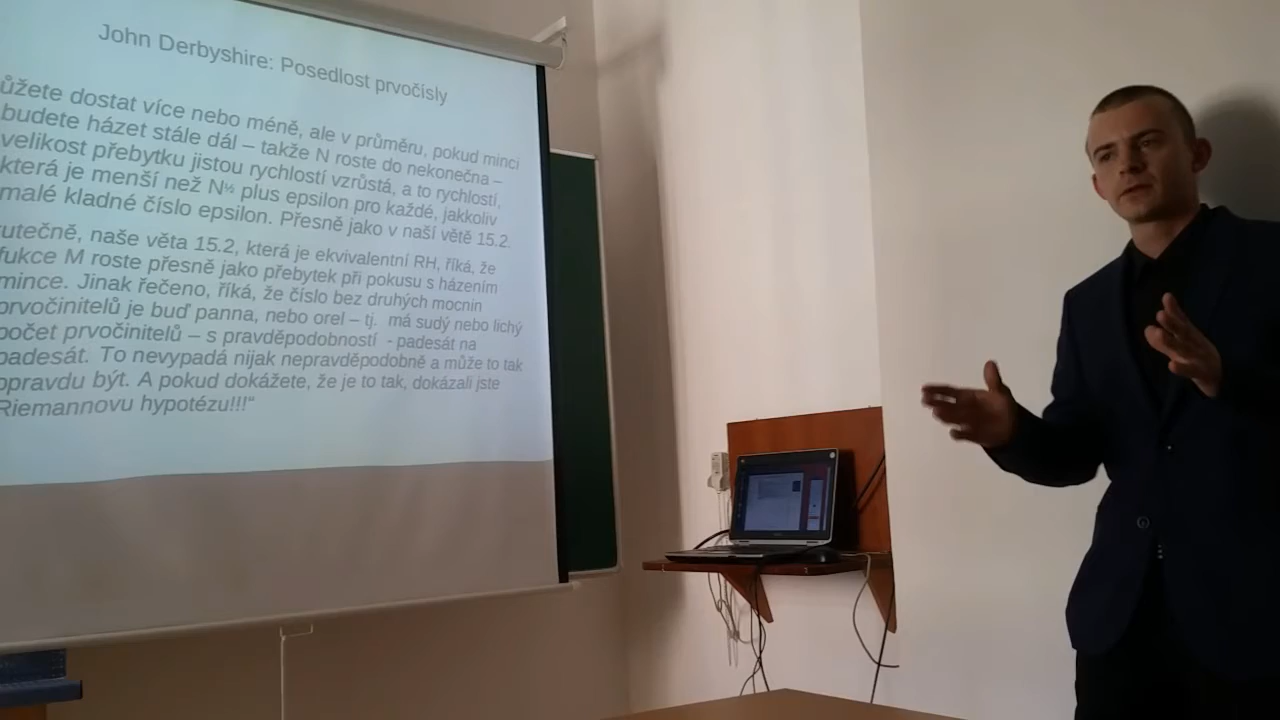 John Derbyshire: Posedlost prvočísly
ůžete dostat více nebo méně, ale v průměru, pokud minci
budete házet stále dál – takže N roste do nekonečna –
velikost přebytku jistou rychlostí vzrůstá, a to rychlostí,
která je menší než N½ plus epsilon pro každé, jakkoliv
malé kladné číslo epsilon. Přesně jako v naší větě 15.2.
utečně, naše věta 15.2, která je ekvivalentní RH, říká, že
fukce M roste přesně jako přebytek při pokusu s házením
mince. Jinak řečeno, říká, že číslo bez druhých mocnin
prvočinitelů je buď panna, nebo orel – tj. má sudý nebo lichý
počet prvočinitelů – s pravděpodobností - padesát na
padesát. To nevypadá nijak nepravděpodobně a může to tak
opravdu být. A pokud dokážete, že je to tak, dokázali jste
Riemannovu hypotézu!!!“